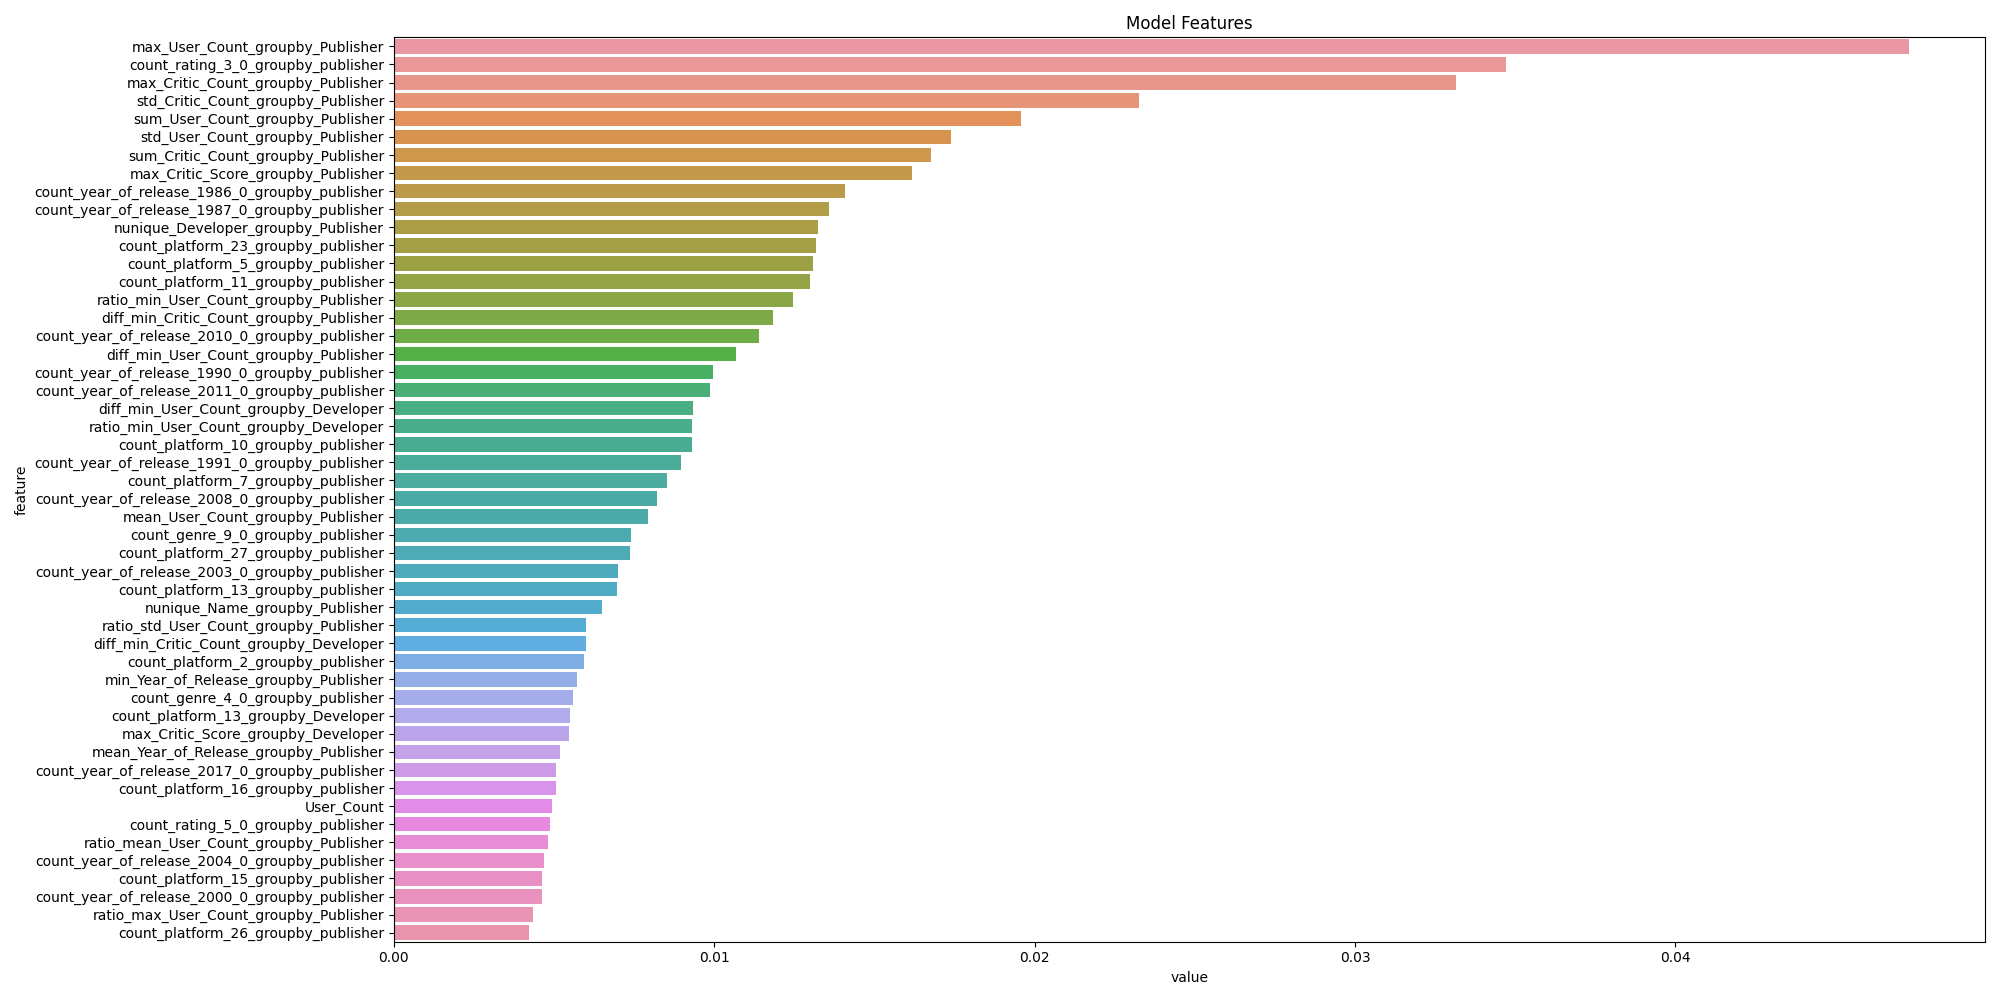 Model Features
feature
max_User_Count_groupby_Publisher
count_rating_3_0_groupby_publisher
max_Critic_Count_groupby_Publisher
std_Critic_Count_groupby_Publisher
sum_User_Count_groupby_Publisher
std_User_Count_groupby_Publisher
sum_Critic_Count_groupby_Publisher
max_Critic_Score_groupby_Publisher
count_year_of_release_1986_0_groupby_publisher
count_year_of_release_1987_0_groupby_publisher
nunique_Developer_groupby_Publisher
count_platform_23_groupby_publisher
count_platform_5_groupby_publisher
count_platform_11_groupby_publisher
ratio_min_User_Count_groupby_Publisher
diff_min_Critic_Count_groupby_Publisher
count_year_of_release_2010_0_groupby_publisher
diff_min_User_Count_groupby_Publisher
count_year_of_release_1990_0_groupby_publisher
count_year_of_release_2011_0_groupby_publisher
diff_min_User_Count_groupby_Developer
ratio_min_User_Count_groupby_Developer
count_platform_10_groupby_publisher
count_year_of_release_1991_0_groupby_publisher
count_platform_7_groupby_publisher
count_year_of_release_2008_0_groupby_publisher
mean_User_Count_groupby_Publisher
count_genre_9_0_groupby_publisher
count_platform_27_groupby_publisher
count_year_of_release_2003_0_groupby_publisher
count_platform_13_groupby_publisher
nunique_Name_groupby_Publisher
ratio_std_User_Count_groupby_Publisher
diff_min_Critic_Count_groupby_Developer
count_platform_2_groupby_publisher
min_Year_of_Release_groupby_Publisher
count_genre_4_0_groupby_publisher
count_platform_13_groupby_Developer
max_Critic_Score_groupby_Developer
mean_Year_of_Release_groupby_Publisher
count_year_of_release_2017_0_groupby_publisher
count_platform_16_groupby_publisher
User_Count
count_rating_5_0_groupby_publisher
ratio_mean_User_Count_groupby_Publisher
count_year_of_release_2004_0_groupby_publisher
count_platform_15_groupby_publisher
count_year_of_release_2000_0_groupby_publisher
ratio_max_User_Count_groupby_Publisher
count_platform_26_groupby_publisher
0.00 0.01 0.02 0.03 0.04
value